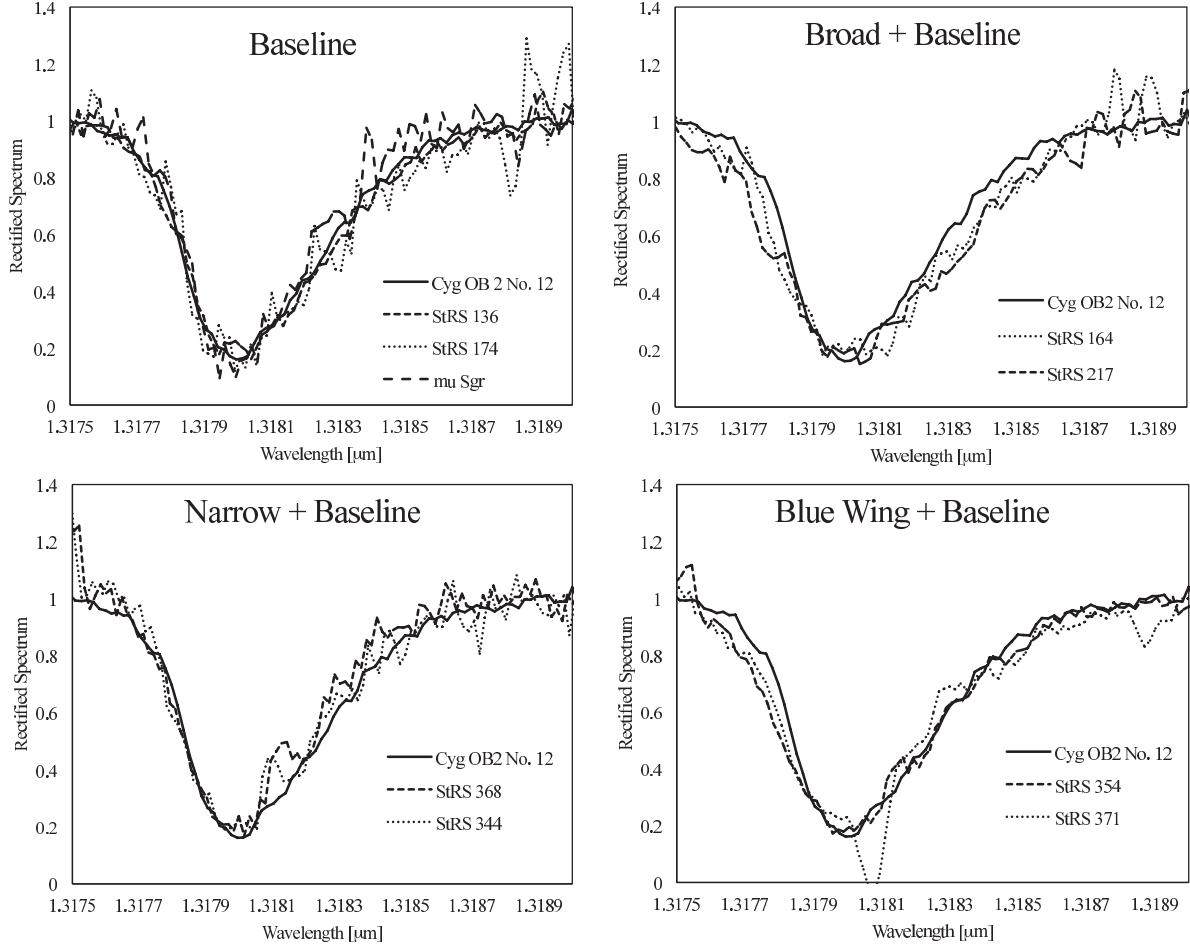 Baseline
Rectified Spectrum
1.4
1.2
1
0.8
0.6
0.4
0.2
0
Cyg OB 2 No. 12
StRS 136
StRS 174
mu Sgr
1.3175 1.3177 1.3179 1.3181 1.3183 1.3185 1.3187 1.3189
Wavelength [μm]
Broad + Baseline
Rectified Spectrum
1.4
1.2
1
0.8
0.6
0.4
0.2
0
Cyg OB2 No. 12
StRS 164
StRS 217
1.3175 1.3177 1.3179 1.3181 1.3183 1.3185 1.3187 1.3189
Wavelength [μm]
Narrow + Baseline
Rectified Spectrum
1.4
1.2
1
0.8
0.6
0.4
0.2
0
Cyg OB2 No. 12
StRS 368
StRS 344
1.3175 1.3177 1.3179 1.3181 1.3183 1.3185 1.3187 1.3189
Wavelength [μm]
Blue Wing + Baseline
Rectified Spectrum
1.4
1.2
1
0.8
0.6
0.4
0.2
0
Cyg OB2 No. 12
StRS 354
StRS 371
1.3175 1.3177 1.3179 1.3181 1.3183 1.3185 1.3187 1.3189
Wavelength [μm]